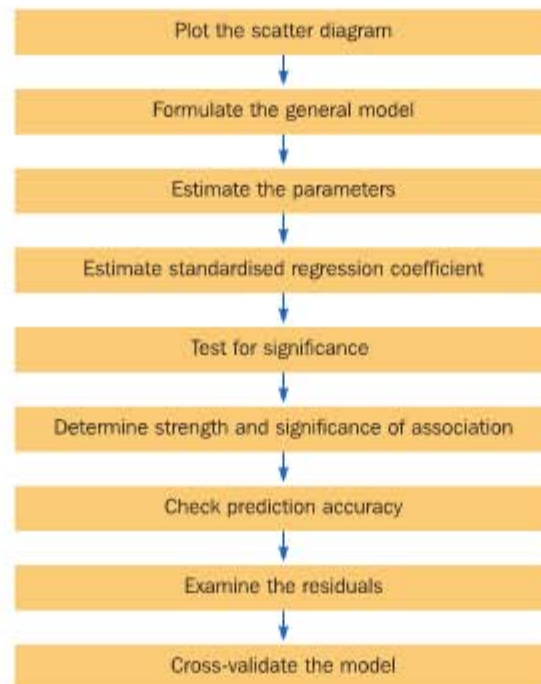 Plot the scatter diagram
Formulate the general model
Estimate the parameters
Estimate standardised regression coefficient
Test for significance
Determine strength and significance of association
Check prediction accuracy
Examine the residuals
Cross-validate the model